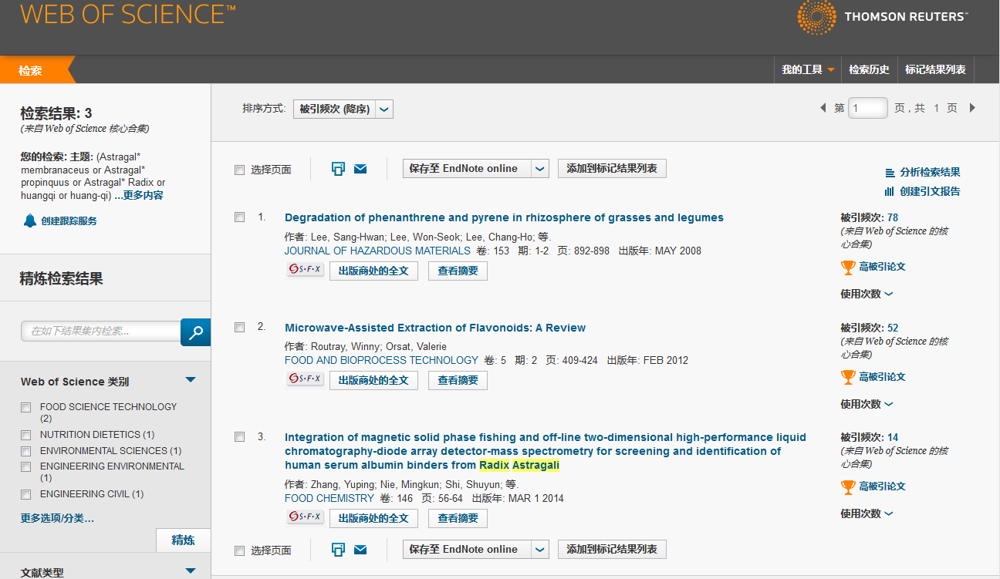 WEB OF SCIENCE™
THOMSON REUTERS™
检索
我的工具
检索历史
标记结果列表
检索结果: 3
(来自 Web of Science 核心合集)
您的检索: 主题: (Astragal*
membranaceus or Astragal*
propinquus or Astragal* Radix or
huangqi or huang-qi) ...更多内容
创建跟踪服务
精炼检索结果
在如下结果集内检索...
Web of Science 类别
FOOD SCIENCE TECHNOLOGY
(2)
NUTRITION DIETETICS (1)
ENVIRONMENTAL SCIENCES (1)
ENGINEERING ENVIRONMENTAL
(1)
ENGINEERING CIVIL (1)
更多选项/分类...
精炼
文献类型
排序方式: 被引频次 (降序)
第 1 页 , 共 1 页
选择页面
保存至 EndNote online
添加到标记结果列表
分析检索结果
创建引文报告
1. Degradation of phenanthrene and pyrene in rhizosphere of grasses and legumes
作者: Lee, Sang-Hwan; Lee, Won-Seok; Lee, Chang-Ho; 等.
JOURNAL OF HAZARDOUS MATERIALS 卷: 153 期: 1-2 页: 892-898 出版年: MAY 2008
S·F·X 出版商处的全文 查看摘要
被引频次: 78
(来自 Web of Science 的核
心合集)
高被引论文
使用次数
2. Microwave-Assisted Extraction of Flavonoids: A Review
作者: Routray, Winny; Orsat, Valerie
FOOD AND BIOPROCESS TECHNOLOGY 卷: 5 期: 2 页: 409-424 出版年: FEB 2012
S·F·X 出版商处的全文 查看摘要
被引频次: 52
(来自 Web of Science 的核
心合集)
高被引论文
使用次数
3. Integration of magnetic solid phase fishing and off-line two-dimensional high-performance liquid
chromatography-diode array detector-mass spectrometry for screening and identification of
human serum albumin binders from Radix Astragali
作者: Zhang, Yuping; Nie, Mingkun; Shi, Shuyun; 等.
FOOD CHEMISTRY 卷: 146 页: 56-64 出版年: MAR 1 2014
S·F·X 出版商处的全文 查看摘要
被引频次: 14
(来自 Web of Science 的核
心合集)
高被引论文
使用次数
选择页面
保存至 EndNote online
添加到标记结果列表